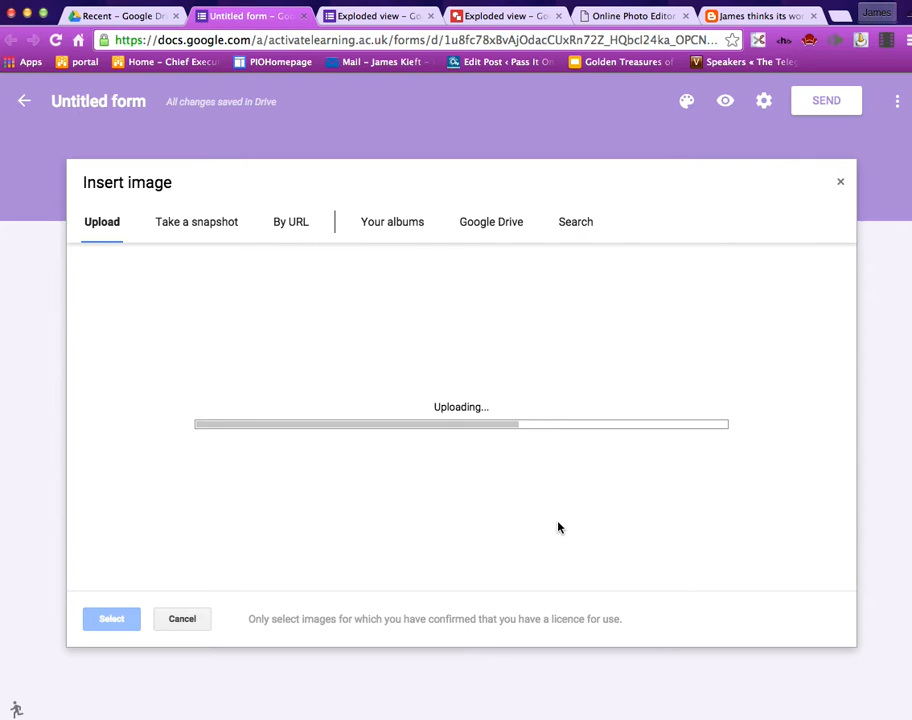 Recent – Google Dr
Untitled form – Goo
Exploded view – Go
Exploded view – Go
Online Photo Editor
James thinks its wo
James
https://docs.google.com/a/activatelearning.ac.uk/forms/d/1u8fc78xBvAjOdacCUxRn72Z_HQbcI24ka_OPCN...
Apps
portal
Home – Chief Execu
PIOHomepage
Mail – James Kieft –
Edit Post ‹ Pass It On
Golden Treasures of
Speakers « The Tele
Untitled form
All changes saved in Drive
SEND
Insert image
×
Upload
Take a snapshot
By URL
Your albums
Google Drive
Search
Uploading...
Select
Cancel
Only select images for which you have confirmed that you have a licence for use.